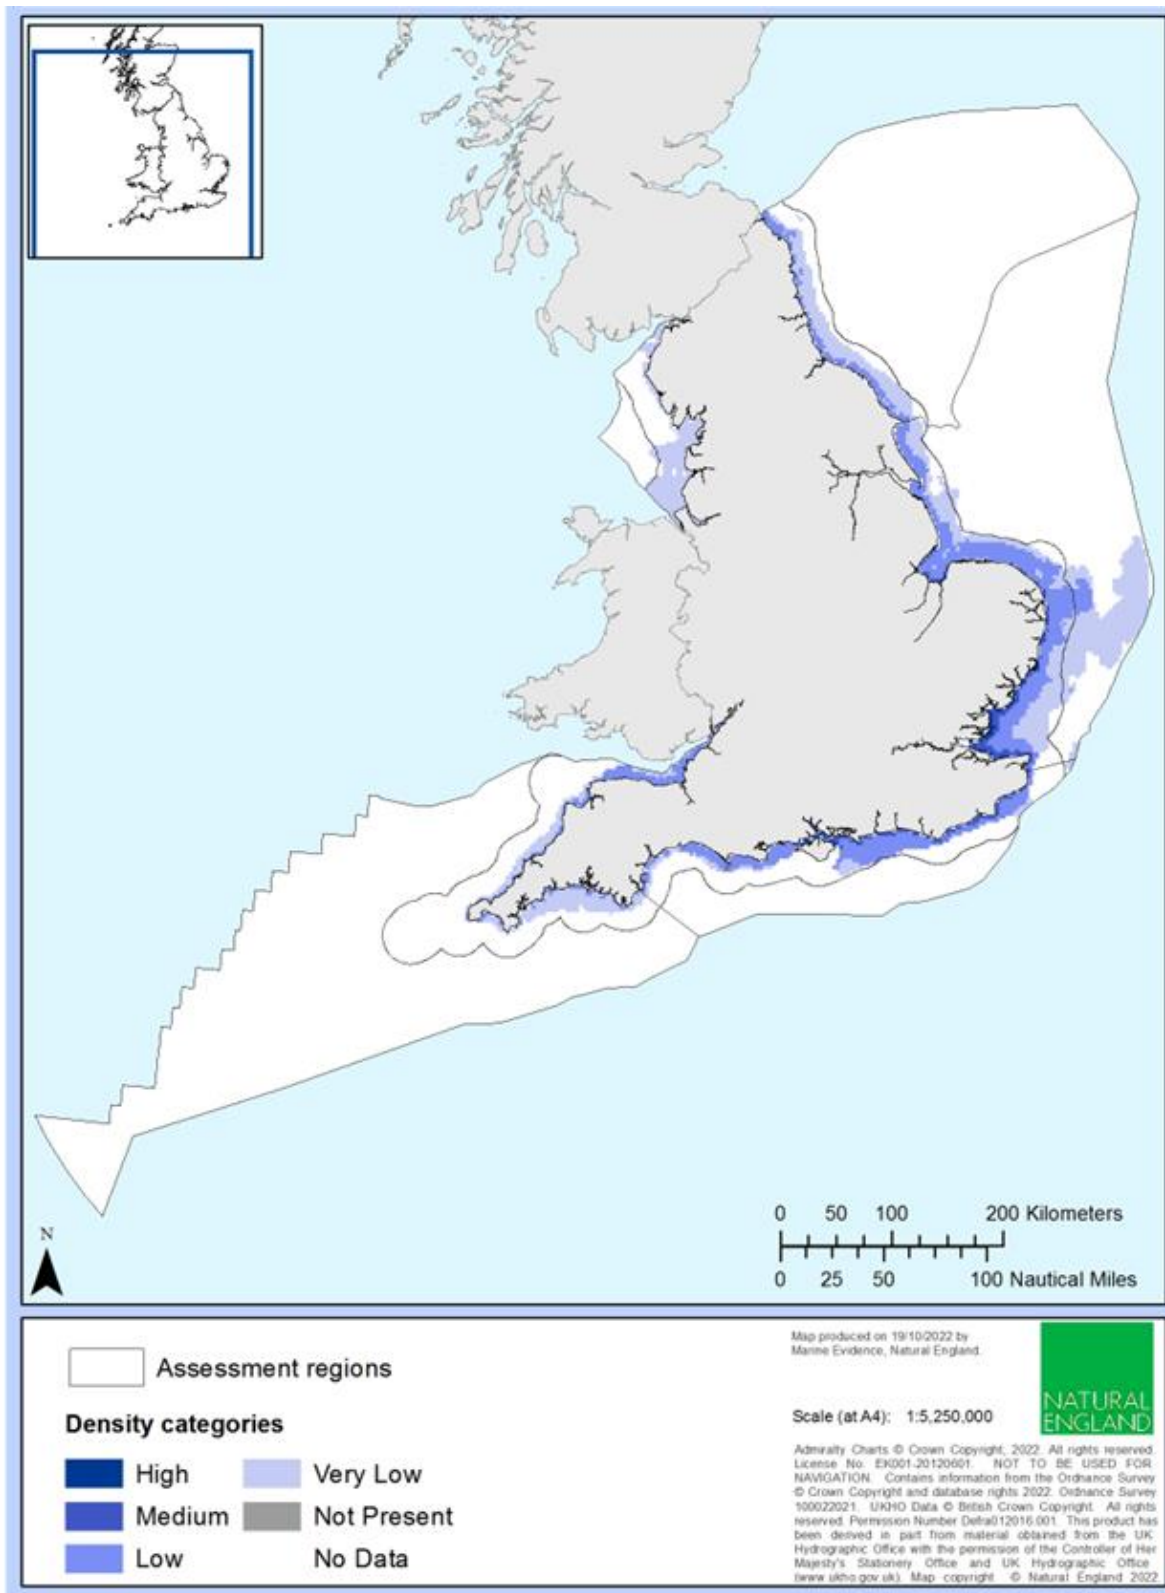 N
0 50 100 200 Kilometers
0 25 50 100 Nautical Miles
Assessment regions
Density categories
High
Medium
Low
Very Low
Not Present
No Data
Map produced on 19/10/2022 by
Marine Evidence, Natural England.
Scale (at A4): 1:5,250,000
NATURAL
ENGLAND
Admiralty Charts © Crown Copyright, 2022. All rights reserved.
License No. EK001-20120601. NOT TO BE USED FOR
NAVIGATION. Contains information from the Ordnance Survey
© Crown Copyright and database rights 2022. Ordnance Survey
100022021. UKHO Data © British Crown Copyright. All rights
reserved. Permission Number Defra012016.001. This product has
been derived in part from material obtained from the UK
Hydrographic Office with the permission of the Controller of Her
Majesty's Stationery Office and UK Hydrographic Office
(www.ukho.gov.uk). Map copyright © Natural England 2022